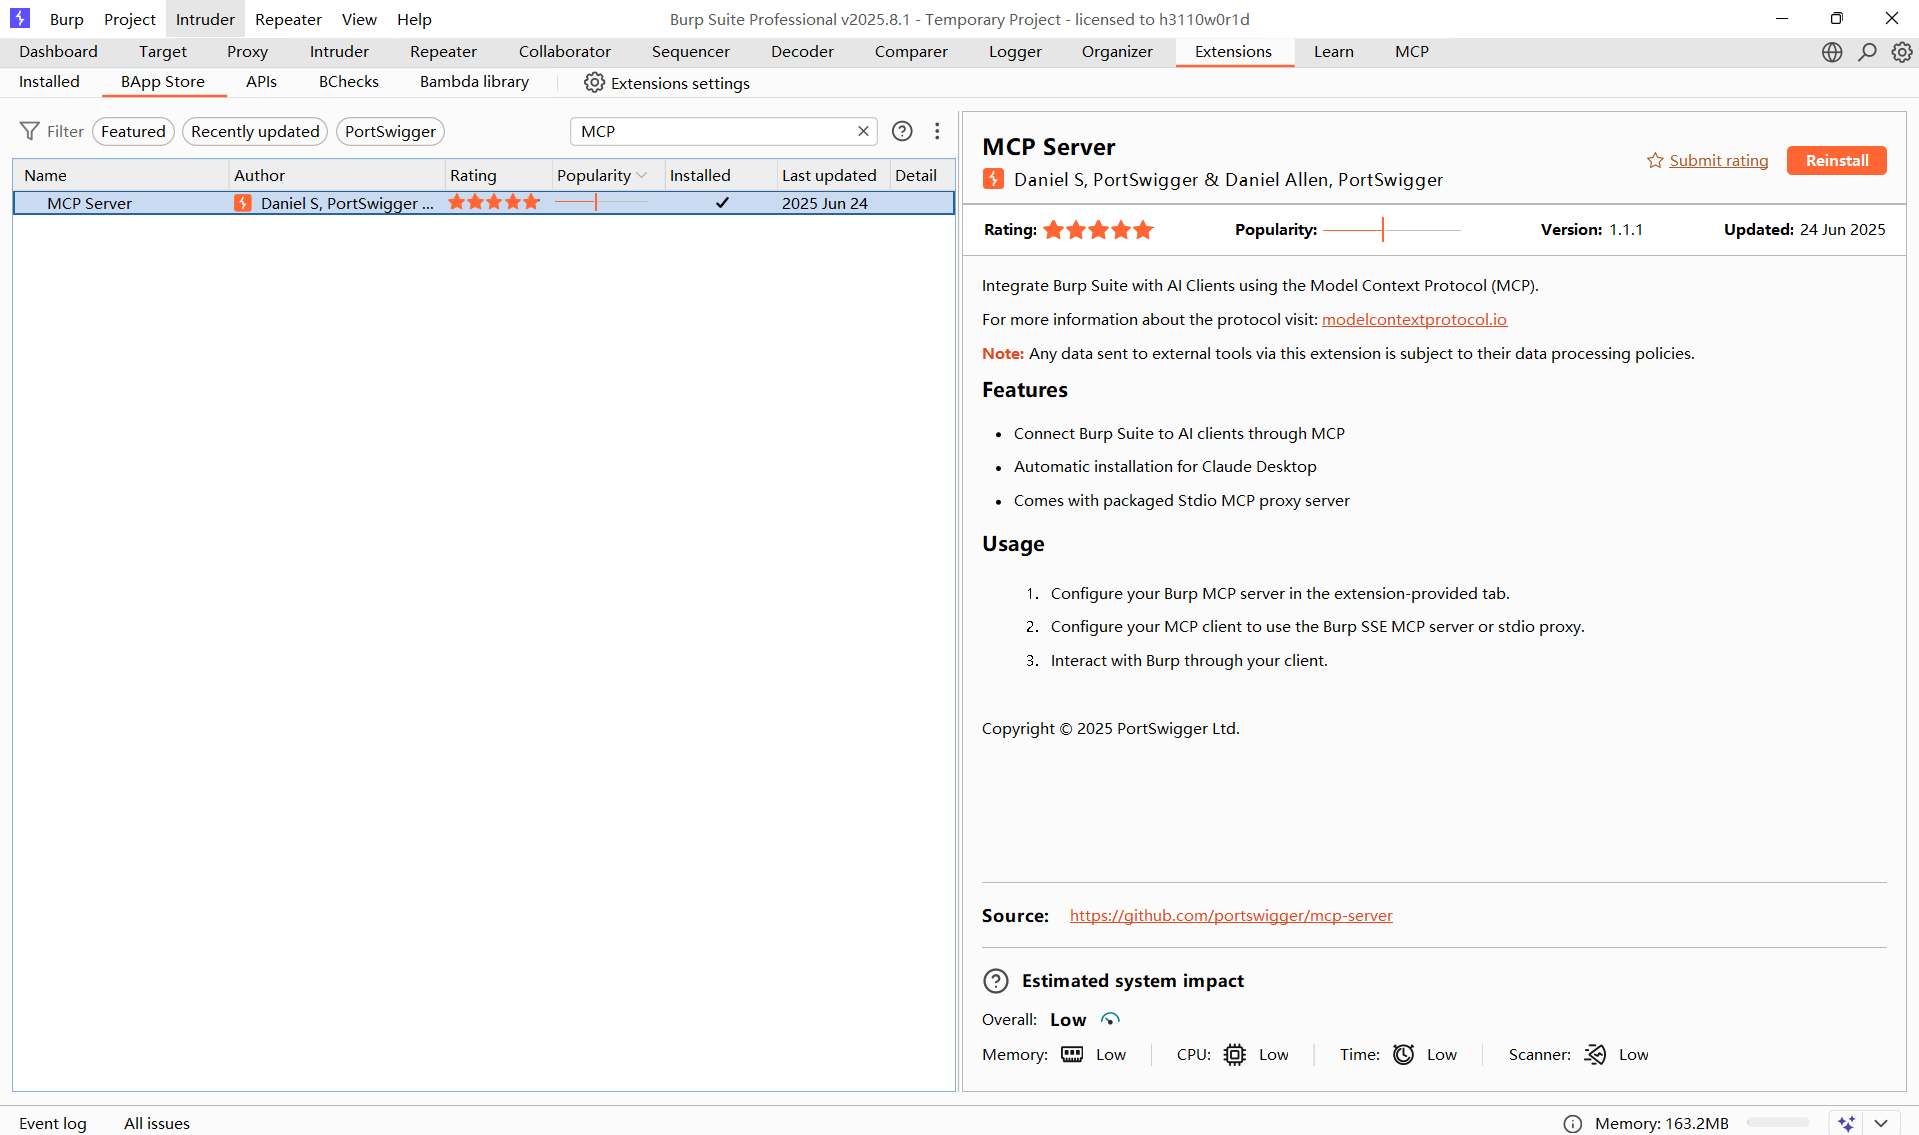 Burp Project Intruder Repeater View Help Burp Suite Professional v2025.8.1 - Temporary Project - licensed to h3110w0r1d
Dashboard Target Proxy Intruder Repeater Collaborator Sequencer Decoder Comparer Logger Organizer Extensions Learn MCP
Installed BApp Store APIs BChecks Bambda library Extensions settings
Filter Featured Recently updated PortSwigger MCP
Name Author Rating Popularity Installed Last updated Detail
MCP Server Daniel S, PortSwigger ... 2025 Jun 24
MCP Server
Submit rating Reinstall
Daniel S, PortSwigger & Daniel Allen, PortSwigger
Rating: Popularity: Version: 1.1.1 Updated: 24 Jun 2025
Integrate Burp Suite with AI Clients using the Model Context Protocol (MCP).
For more information about the protocol visit: modelcontextprotocol.io
Note: Any data sent to external tools via this extension is subject to their data processing policies.
Features
• Connect Burp Suite to AI clients through MCP
• Automatic installation for Claude Desktop
• Comes with packaged Stdio MCP proxy server
Usage
1. Configure your Burp MCP server in the extension-provided tab.
2. Configure your MCP client to use the Burp SSE MCP server or stdio proxy.
3. Interact with Burp through your client.
Copyright © 2025 PortSwigger Ltd.
Source: https://github.com/portswigger/mcp-server
Estimated system impact
Overall: Low
Memory: Low CPU: Low Time: Low Scanner: Low
Event log All issues Memory: 163.2MB